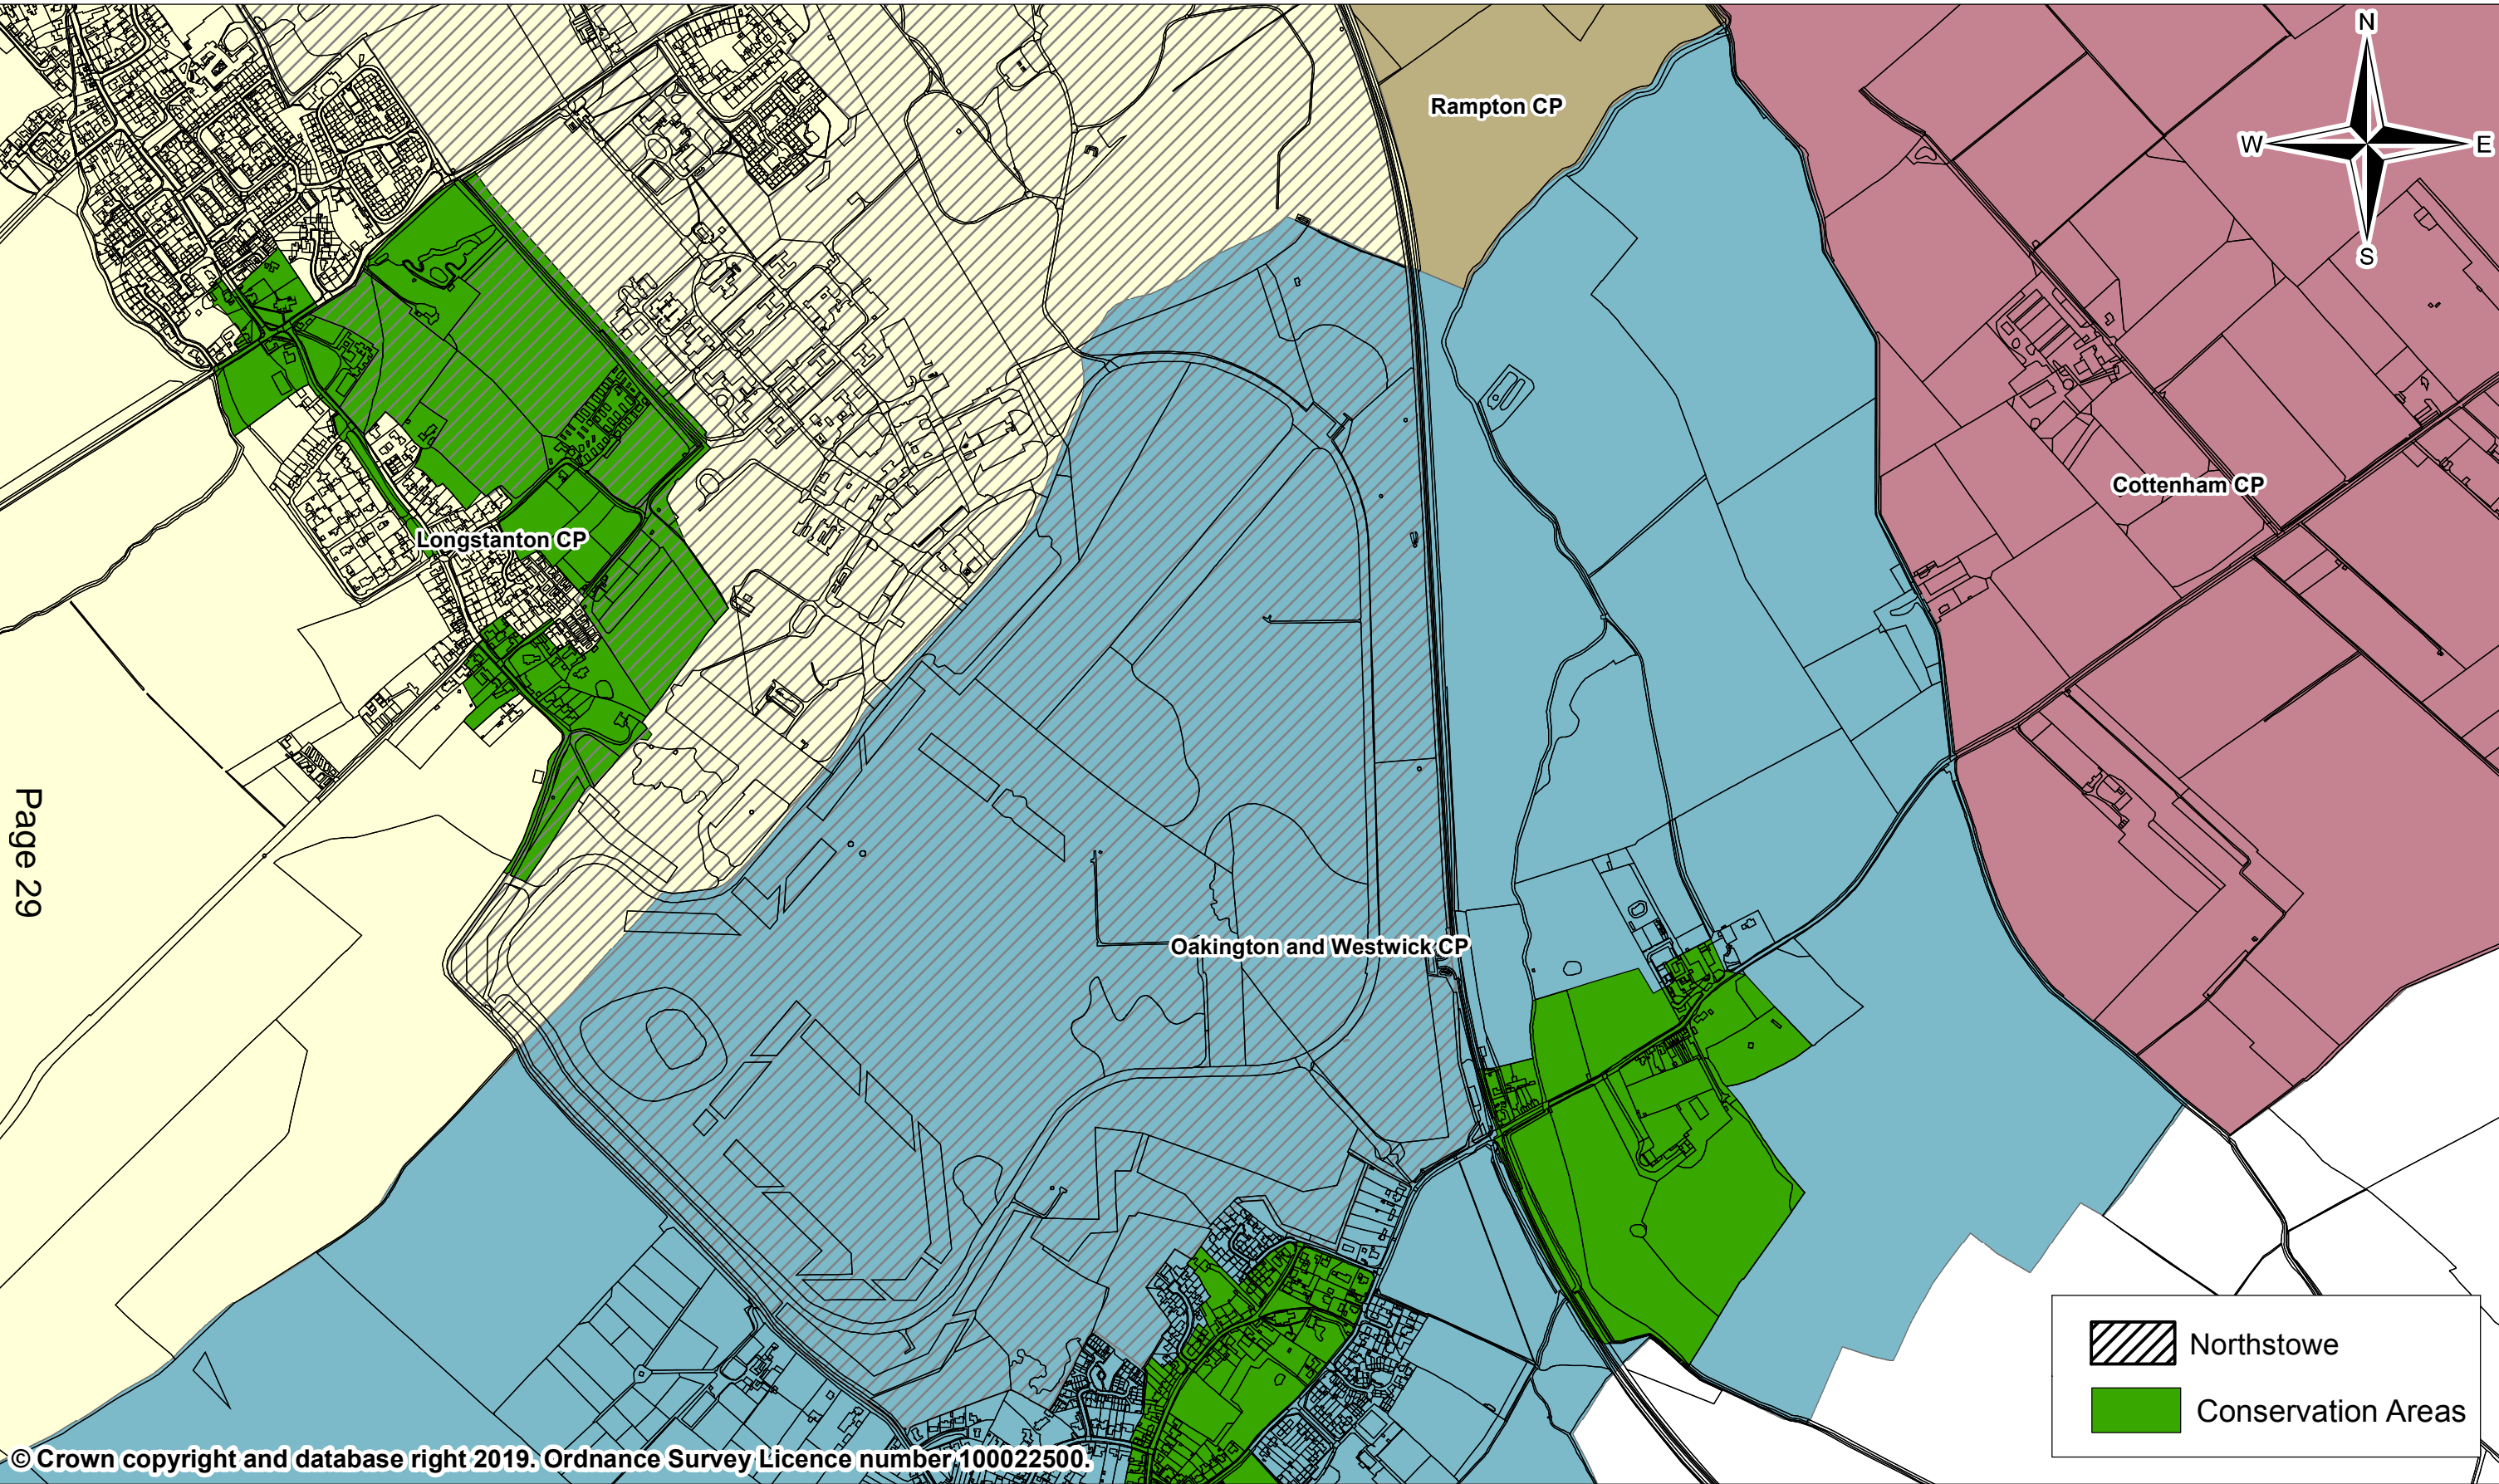 N
W
E
S
Rampton CP
Cottenham CP
Longstanton CP
Oakington and Westwick CP
Page 29
Northstowe
Conservation Areas
© Crown copyright and database right 2019. Ordnance Survey Licence number 100022500.